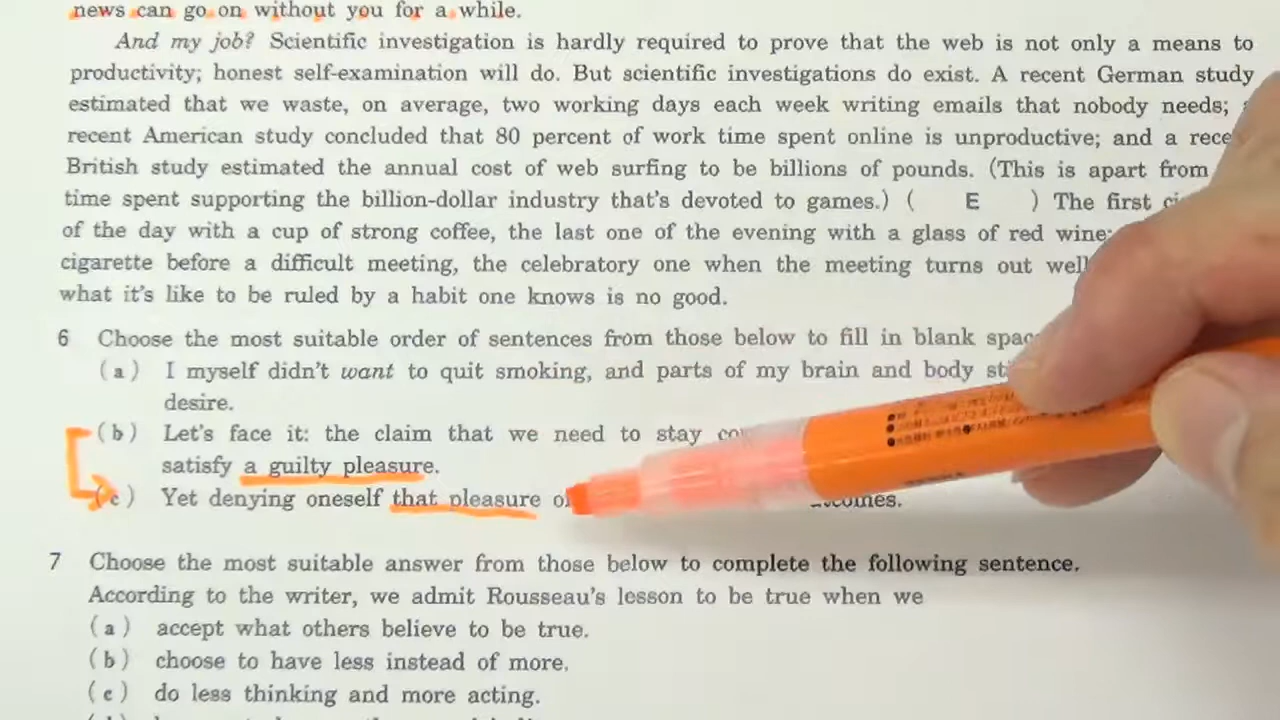 news can go on without you for a while.
And my job? Scientific investigation is hardly required to prove that the web is not only a means to
productivity; honest self-examination will do. But scientific investigations do exist. A recent German study
estimated that we waste, on average, two working days each week writing emails that nobody needs;
recent American study concluded that 80 percent of work time spent online is unproductive; and a
British study estimated the annual cost of web surfing to be billions of pounds. (This is apart from
time spent supporting the billion-dollar industry that's devoted to games.) ( E ) The first
of the day with a cup of strong coffee, the last one of the evening with a glass of red wine;
cigarette before a difficult meeting, the celebratory one when the meeting turns out well
what it's like to be ruled by a habit one knows is no good.
6 Choose the most suitable order of sentences from those below to fill in blank
(a) I myself didn't want to quit smoking, and parts of my brain and body
desire.
(b) Let's face it: the claim that we need to stay
satisfy a guilty pleasure.
(c) Yet denying oneself that pleasure
7 Choose the most suitable answer from those below to complete the following sentence.
According to the writer, we admit Rousseau's lesson to be true when we
(a) accept what others believe to be true.
(b) choose to have less instead of more.
(c) do less thinking and more acting.